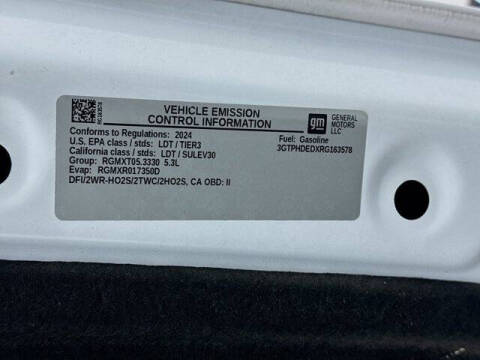 VEHICLE EMISSION
CONTROL INFORMATION
gm
GENERAL
MOTORS
LLC
Conforms to Regulations: 2024
Fuel: Gasoline
U.S. EPA class / stds: LDT / TIER3
3GTPHDEDXRG163578
California class / stds: LDT / SULEV30
Group: RGMXT05.3330 5.3L
Evap: RGMXR017350D
DFI/2WR-HO2S/2TWC/2HO2S, CA OBD: II